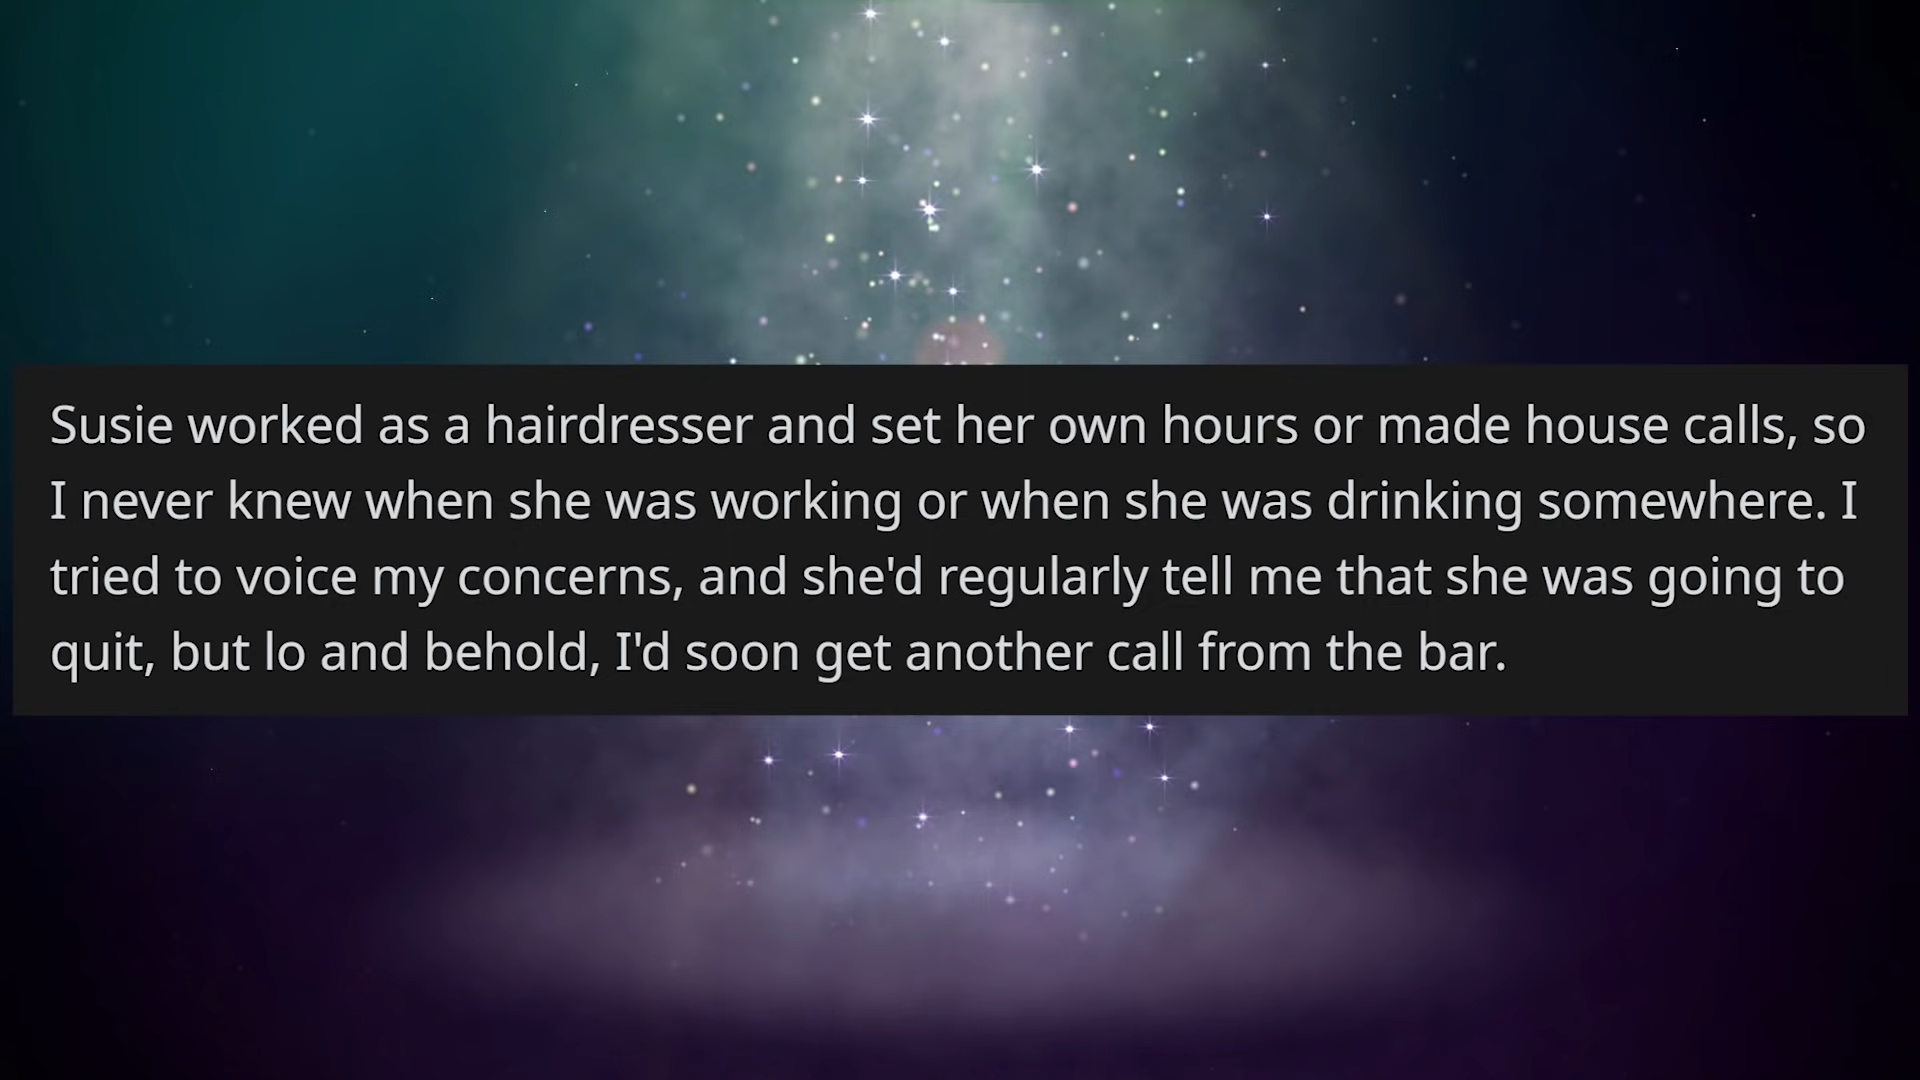 Susie worked as a hairdresser and set her own hours or made house calls, so
I never knew when she was working or when she was drinking somewhere. I
tried to voice my concerns, and she'd regularly tell me that she was going to
quit, but lo and behold, I'd soon get another call from the bar.